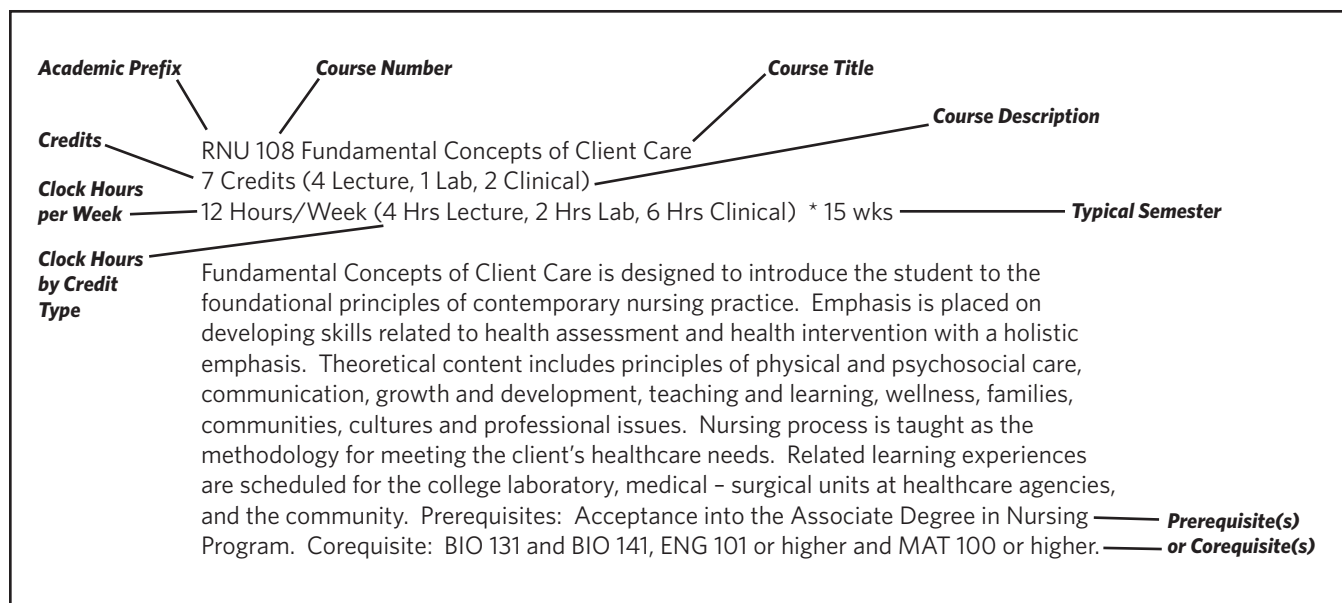 Academic Prefix Course Number Course Title
Course Description
Credits
RNU 108 Fundamental Concepts of Client Care
7 Credits (4 Lecture, 1 Lab, 2 Clinical)
Clock Hours
per Week
12 Hours/Week (4 Hrs Lecture, 2 Hrs Lab, 6 Hrs Clinical) * 15 wks
Typical Semester
Clock Hours
by Credit
Type
Fundamental Concepts of Client Care is designed to introduce the student to the
foundational principles of contemporary nursing practice. Emphasis is placed on
developing skills related to health assessment and health intervention with a holistic
emphasis. Theoretical content includes principles of physical and psychosocial care,
communication, growth and development, teaching and learning, wellness, families,
communities, cultures and professional issues. Nursing process is taught as the
methodology for meeting the client's healthcare needs. Related learning experiences
are scheduled for the college laboratory, medical – surgical units at healthcare agencies,
and the community. Prerequisites: Acceptance into the Associate Degree in Nursing
Program. Corequisite: BIO 131 and BIO 141, ENG 101 or higher and MAT 100 or higher.
Prerequisite(s)
or Corequisite(s)